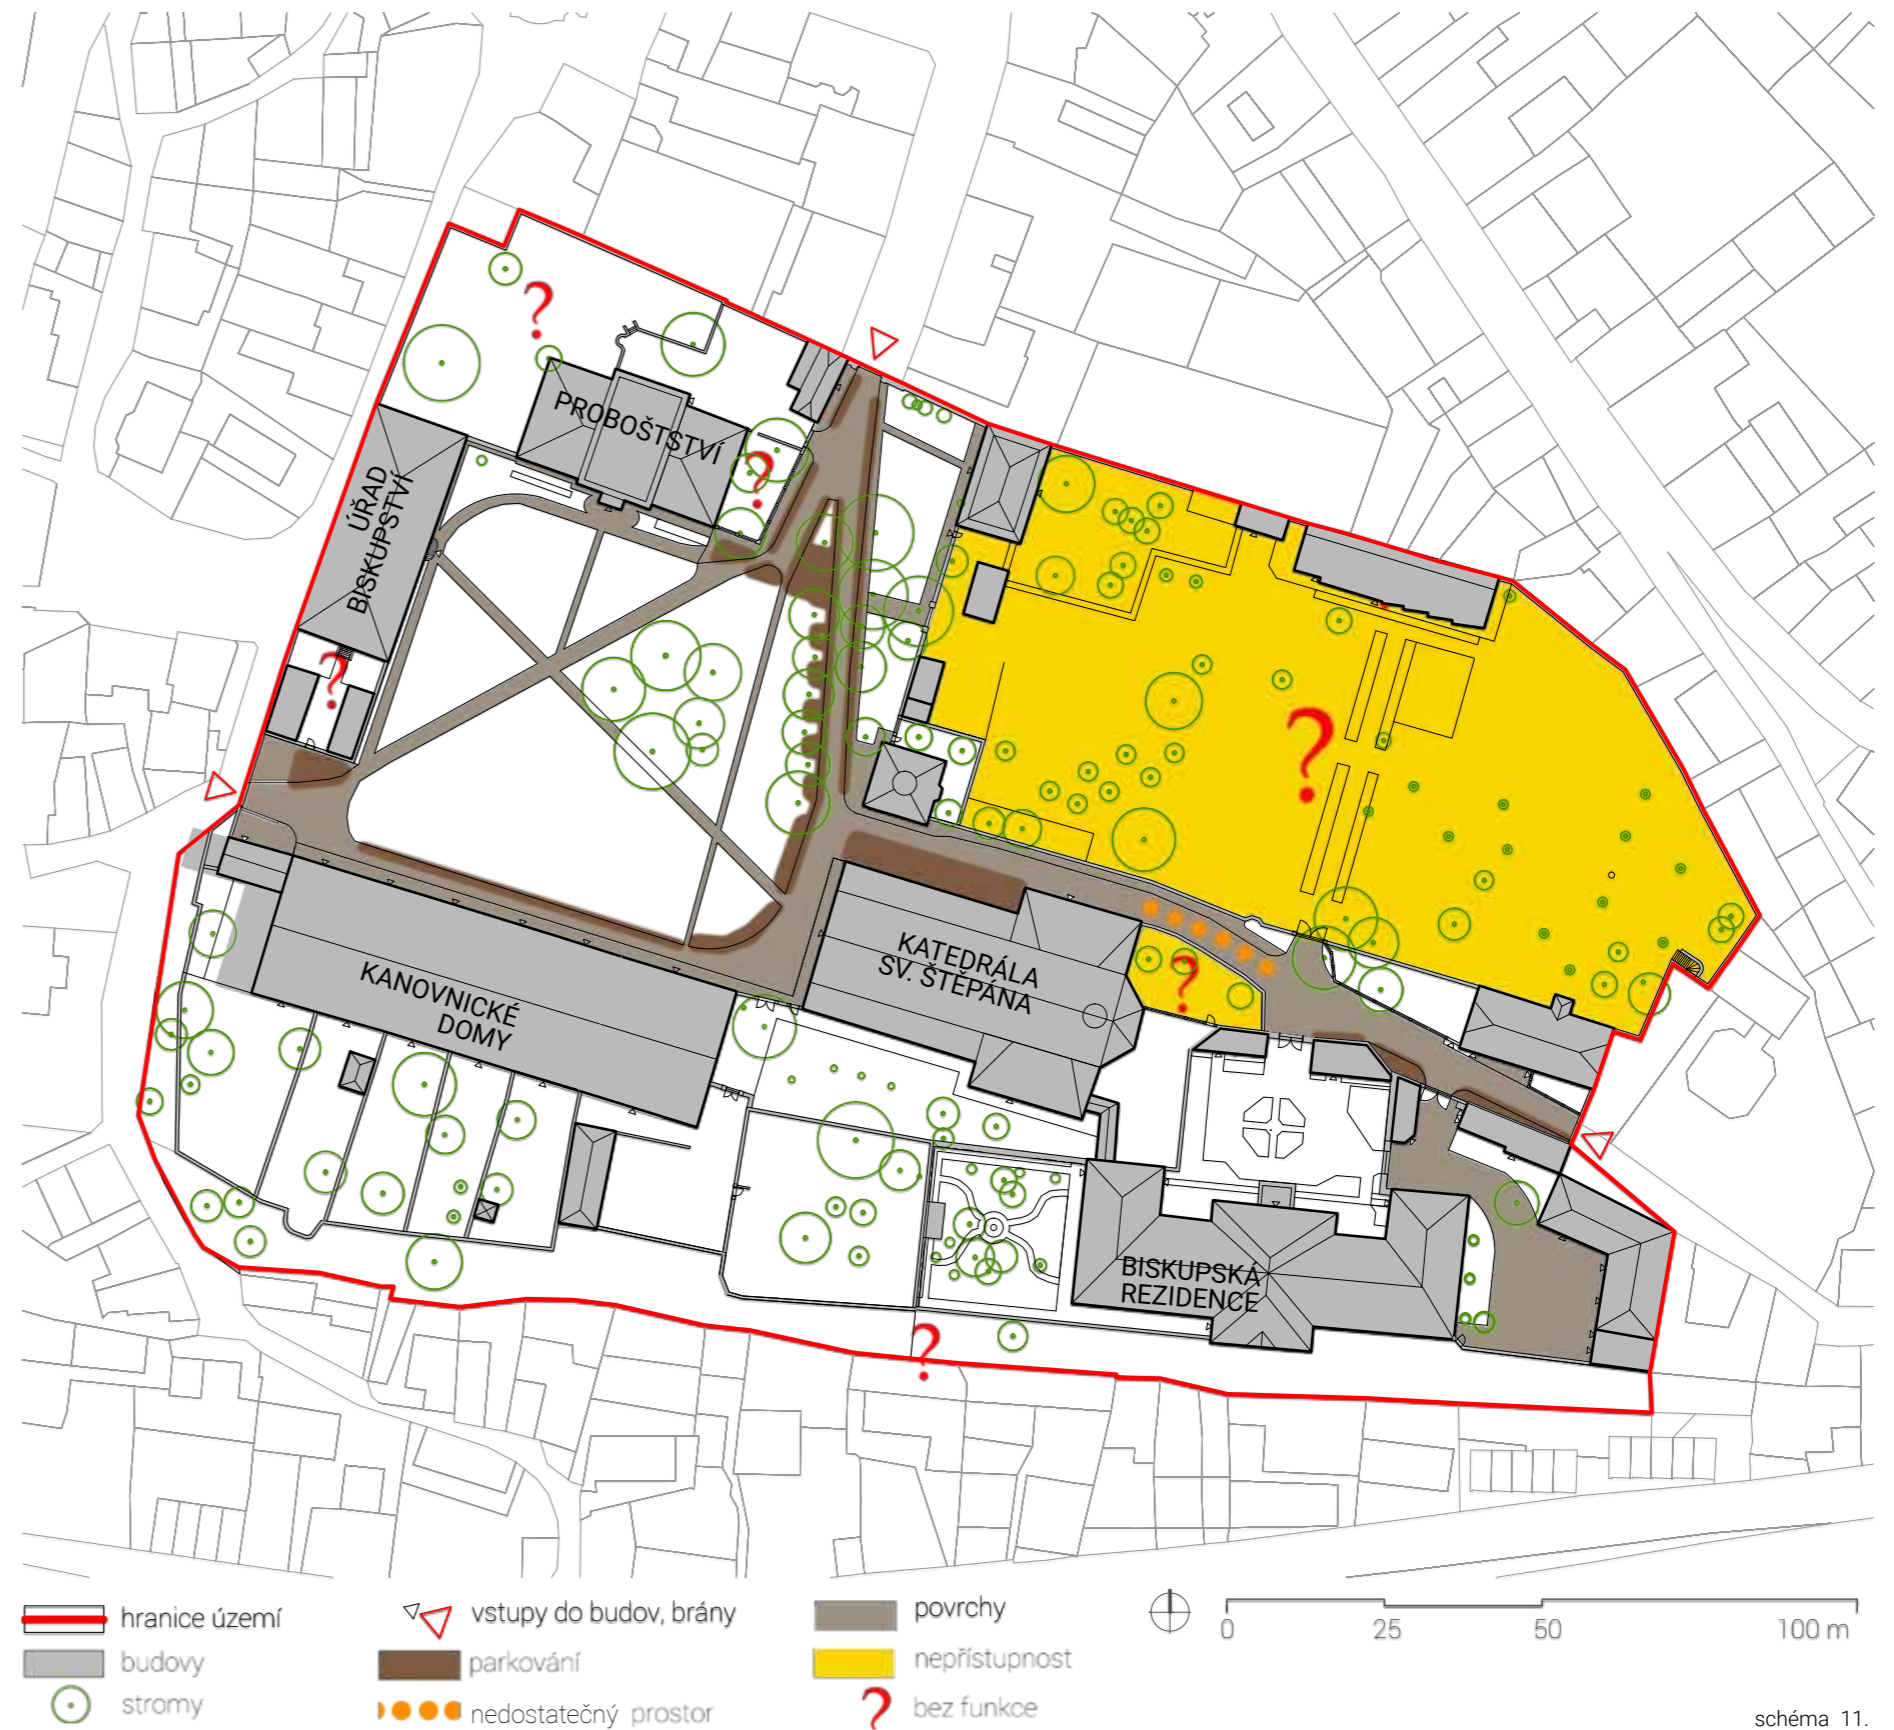 PROBOŠTSTVÍ
ÚŘAD
BISKUPSTVÍ
KATEDRÁLA
SV. ŠTĚPÁNA
KANOVNICKÉ
DOMY
BISKUPSKÁ
REZIDENCE
hranice území
budovy
stromy
vstupy do budov, brány
parkování
nedostatečný prostor
povrchy
nepřístupnost
? bez funkce
0 25 50 100 m
schéma 11.